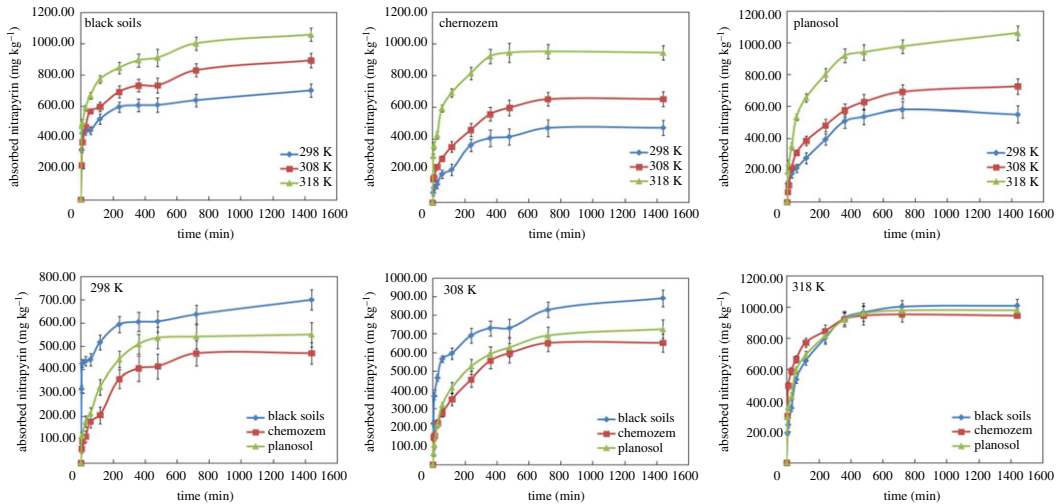 black soils
1200.00
1000.00
800.00
600.00
400.00
200.00
0 200 400 600 800 1000 1200 1400 1600
absorbed nitrapyrin (mg kg⁻¹)
time (min)
298 K
308 K
318 K
chernozem
1200.00
1000.00
800.00
600.00
400.00
200.00
0 200 400 600 800 1000 1200 1400 1600
absorbed nitrapyrin (mg kg⁻¹)
time (min)
298 K
308 K
318 K
planosol
1200.00
1000.00
800.00
600.00
400.00
200.00
0 200 400 600 800 1000 1200 1400 1600
absorbed nitrapyrin (mg kg⁻¹)
time (min)
298 K
308 K
318 K
298 K
800.00
700.00
600.00
500.00
400.00
300.00
200.00
100.00
0 200 400 600 800 1000 1200 1400 1600
absorbed nitrapyrin (mg kg⁻¹)
time (min)
black soils
chemozem
planosol
308 K
1000.00
900.00
800.00
700.00
600.00
500.00
400.00
300.00
200.00
100.00
0 200 400 600 800 1000 1200 1400 1600
absorbed nitrapyrin (mg kg⁻¹)
time (min)
black soils
chemozem
planosol
318 K
1200.00
1000.00
800.00
600.00
400.00
200.00
0 200 400 600 800 1000 1200 1400 1600
absorbed nitrapyrin (mg kg⁻¹)
time (min)
black soils
chemozem
planosol